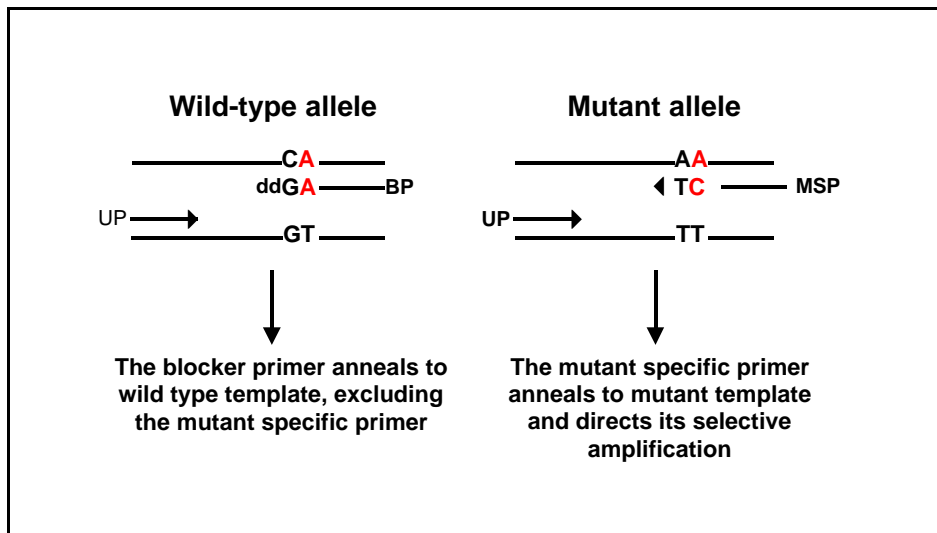 Wild-type allele
CA
ddGA BP
UP
GT
The blocker primer anneals to
wild type template, excluding
the mutant specific primer
Mutant allele
AA
TC MSP
UP
TT
The mutant specific primer
anneals to mutant template
and directs its selective
amplification